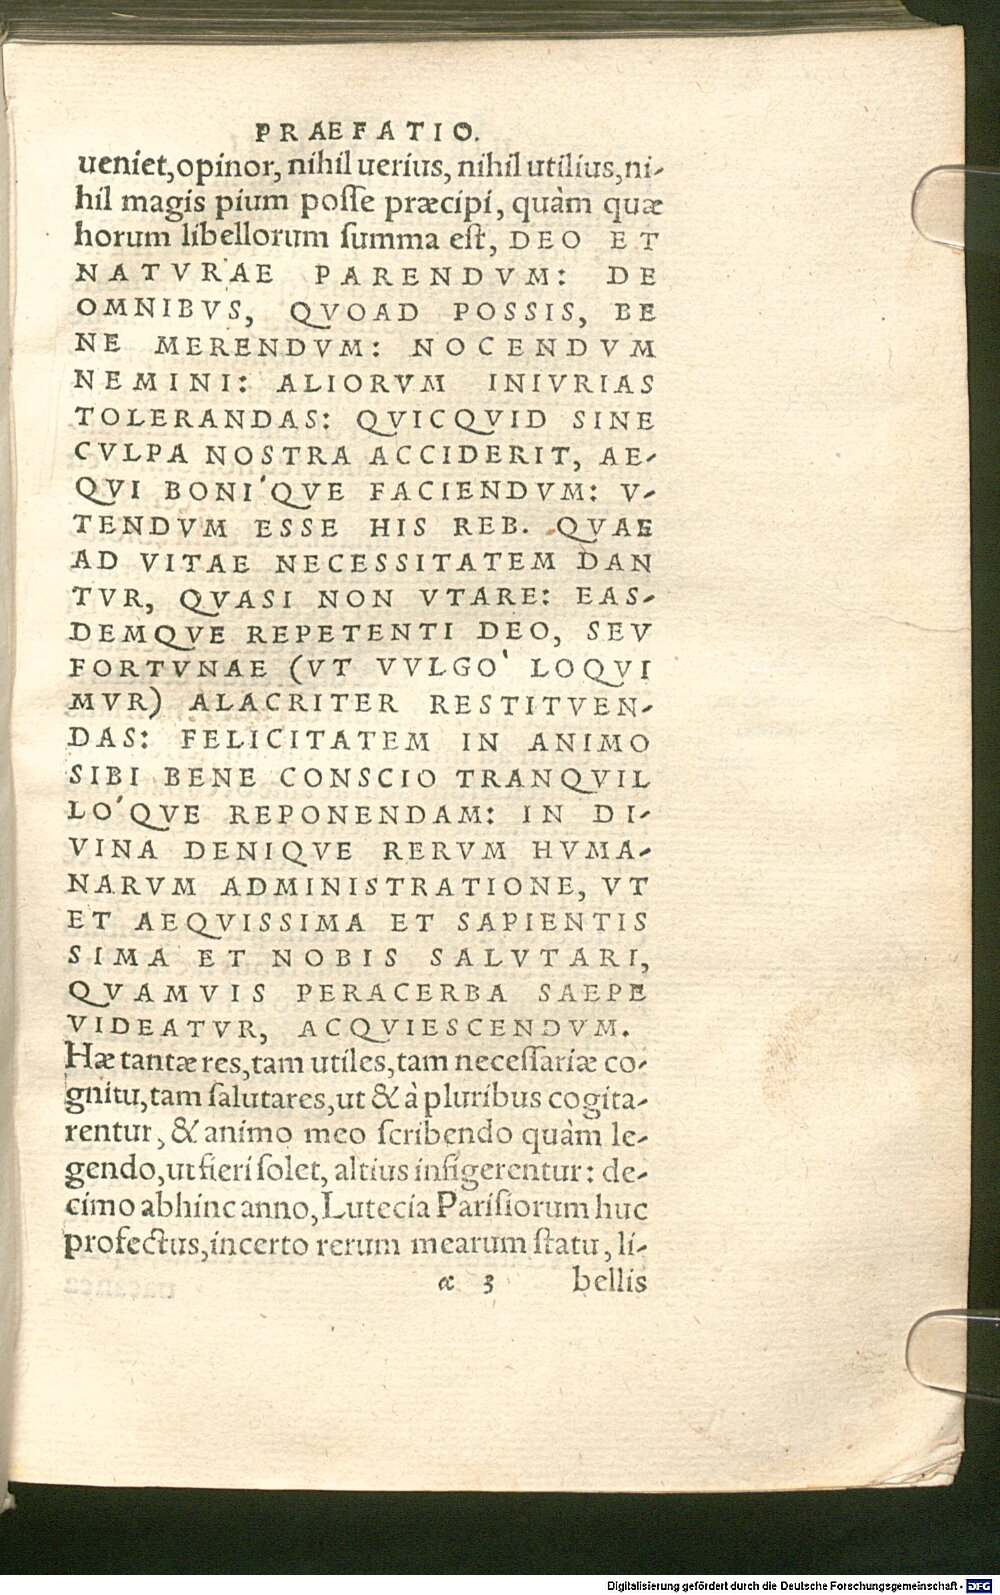 PRAEFATIO.
ueniet, opinor, nihil uerius, nihil utilius, ni-
hil magis pium posse præcipi, quàm quæ
horum libellorum summa est, DEO ET
NATVRAE PARENDVM: DE
OMNIBVS, QVOAD POSSIS, BE
NE MERENDVM: NOCENDVM
NEMINI: ALIORVM INIVRIAS
TOLERANDAS: QVICQVID SINE
CVLPA NOSTRA ACCIDERIT, AE-
QVI BONI'QVE FACIENDVM: V-
TENDVM ESSE HIS REB. QVAE
AD VITAE NECESSITATEM DAN
TVR, QVASI NON VTARE: EAS-
DEMQVE REPETENTI DEO, SEV
FORTVNAE (VT VVLGO' LOQVI
MVR) ALACRITER RESTITVEN-
DAS: FELICITATEM IN ANIMO
SIBI BENE CONSCIO TRANQVIL
LO'QVE REPONENDAM: IN DI-
VINA DENIQVE RERVM HVMA-
NARVM ADMINISTRATIONE, VT
ET AEQVISSIMA ET SAPIENTIS
SIMA ET NOBIS SALVTARI,
QVAMVIS PERACERBA SAEPE
VIDEATVR, ACQVIESCENDVM.
Hæ tantæ res, tam utiles, tam necessariæ co-
gnitu, tam salutares, ut & à pluribus cogita-
rentur, & animo meo scribendo quàm le-
gendo, ut fieri solet, altius insigerentur: de-
cimo abhinc anno, Lutecia Parisiorum huc
profectus, incerto rerum mearum statu, li-
α 3 bellis
Digitalisierung gefördert durch die Deutsche Forschungsgemeinschaft - DFG